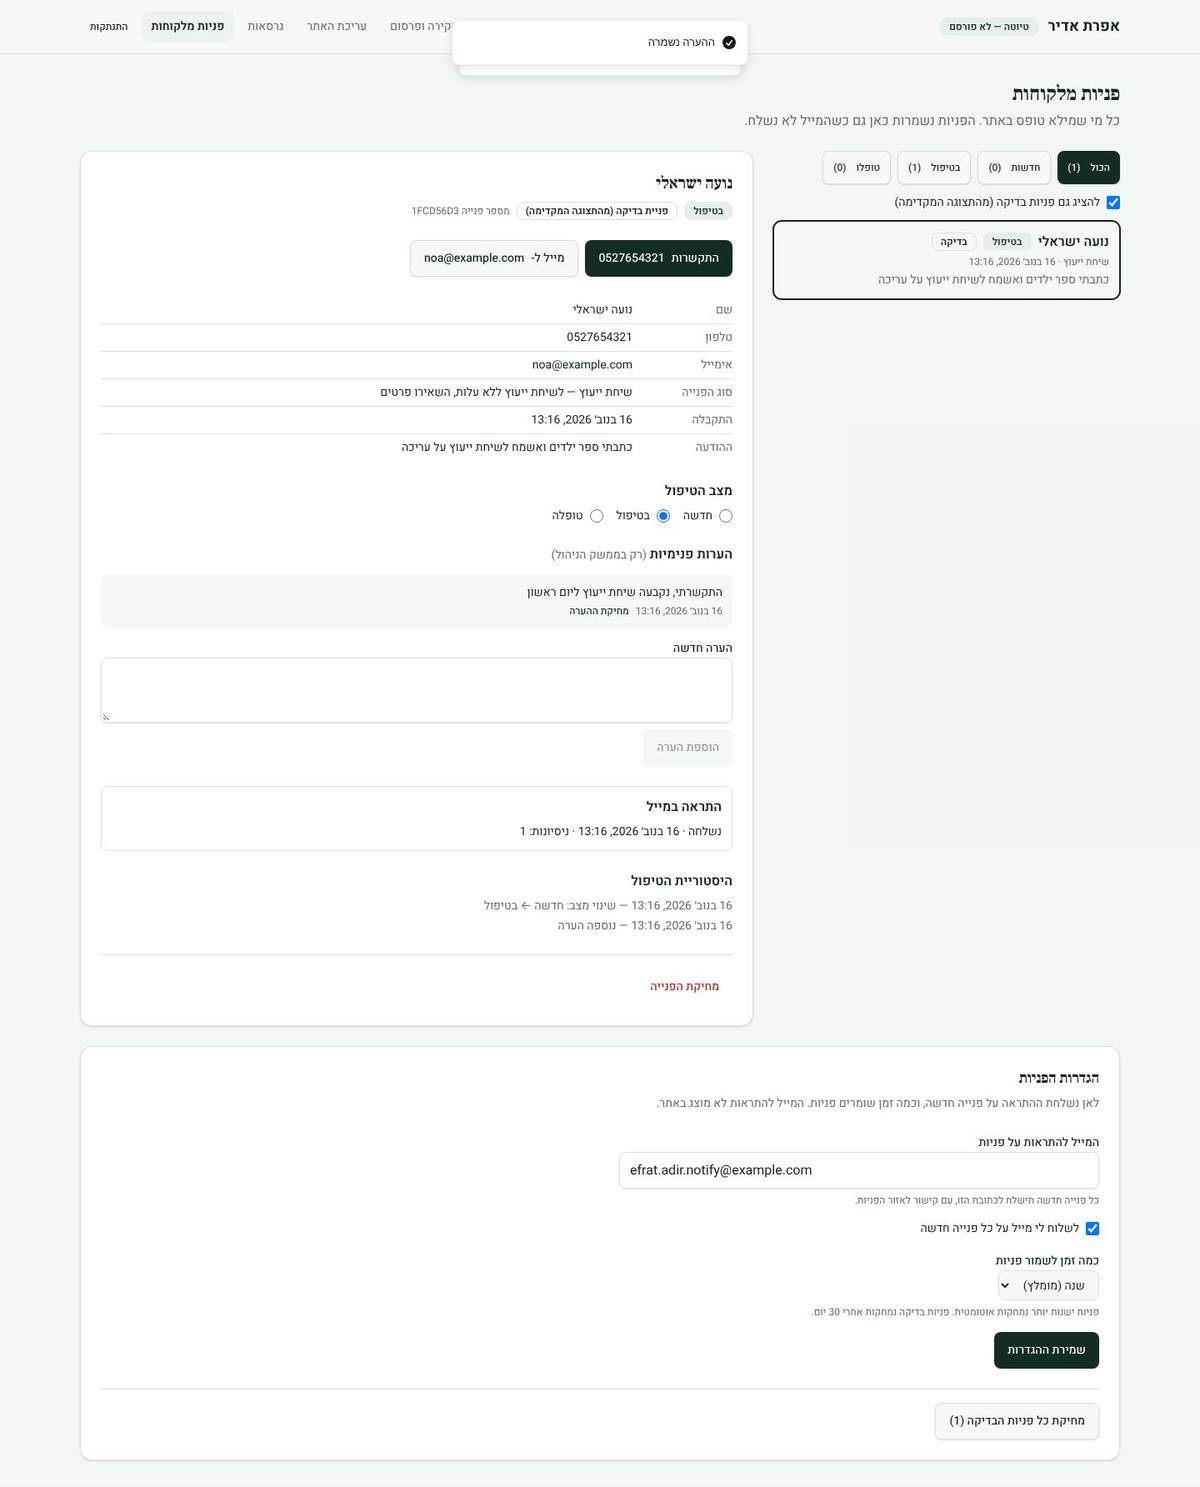 אפרת אדיר
טיוטה — לא פורסם
ההערה נשמרה
ופרסום
עריכת האתר
גרסאות
פניות מלקוחות
התנתקות
פניות מלקוחות
כל מי שמילא טופס באתר. הפניות נשמרות כאן גם כשהמייל לא נשלח.
הכול (1)
חדשות (0)
בטיפול (1)
טופלו (0)
להציג גם פניות בדיקה (מהתצוגה המקדימה)
נועה ישראלי בטיפול בדיקה
שיחת ייעוץ · 16 בנוב׳ 2026, 13:16
כתבתי ספר ילדים ואשמח לשיחת ייעוץ על עריכה
נועה ישראלי
בטיפול פניית בדיקה (מהתצוגה המקדימה) מספר פנייה 1FCD56D3
התקשרות 0527654321
מייל ל- noa@example.com
שם נועה ישראלי
טלפון 0527654321
אימייל noa@example.com
סוג הפנייה שיחת ייעוץ — לשיחת ייעוץ ללא עלות, השאירו פרטים
התקבלה 16 בנוב׳ 2026, 13:16
ההודעה כתבתי ספר ילדים ואשמח לשיחת ייעוץ על עריכה
מצב הטיפול
חדשה בטיפול טופלה
הערות פנימיות (רק בממשק הניהול)
התקשרתי, נקבעה שיחת ייעוץ ליום ראשון
16 בנוב׳ 2026, 13:16 מחיקת ההערה
הערה חדשה
הוספת הערה
התראה במייל
נשלחה · 16 בנוב׳ 2026, 13:16 · ניסיונות: 1
היסטוריית הטיפול
16 בנוב׳ 2026, 13:16 — שינוי מצב: חדשה ← בטיפול
16 בנוב׳ 2026, 13:16 — נוספה הערה
מחיקת הפנייה
הגדרות הפניות
לאן נשלחת ההתראה על פנייה חדשה, וכמה זמן שומרים פניות. המייל להתראות לא מוצג באתר.
המייל להתראות על פניות
efrat.adir.notify@example.com
כל פנייה חדשה תישלח לכתובת הזו, עם קישור לאזור הפניות.
לשלוח לי מייל על כל פנייה חדשה
כמה זמן לשמור פניות
שנה (מומלץ)
פניות ישנות יותר נמחקות אוטומטית. פניות בדיקה נמחקות אחרי 30 יום.
שמירת ההגדרות
מחיקת כל פניות הבדיקה (1)